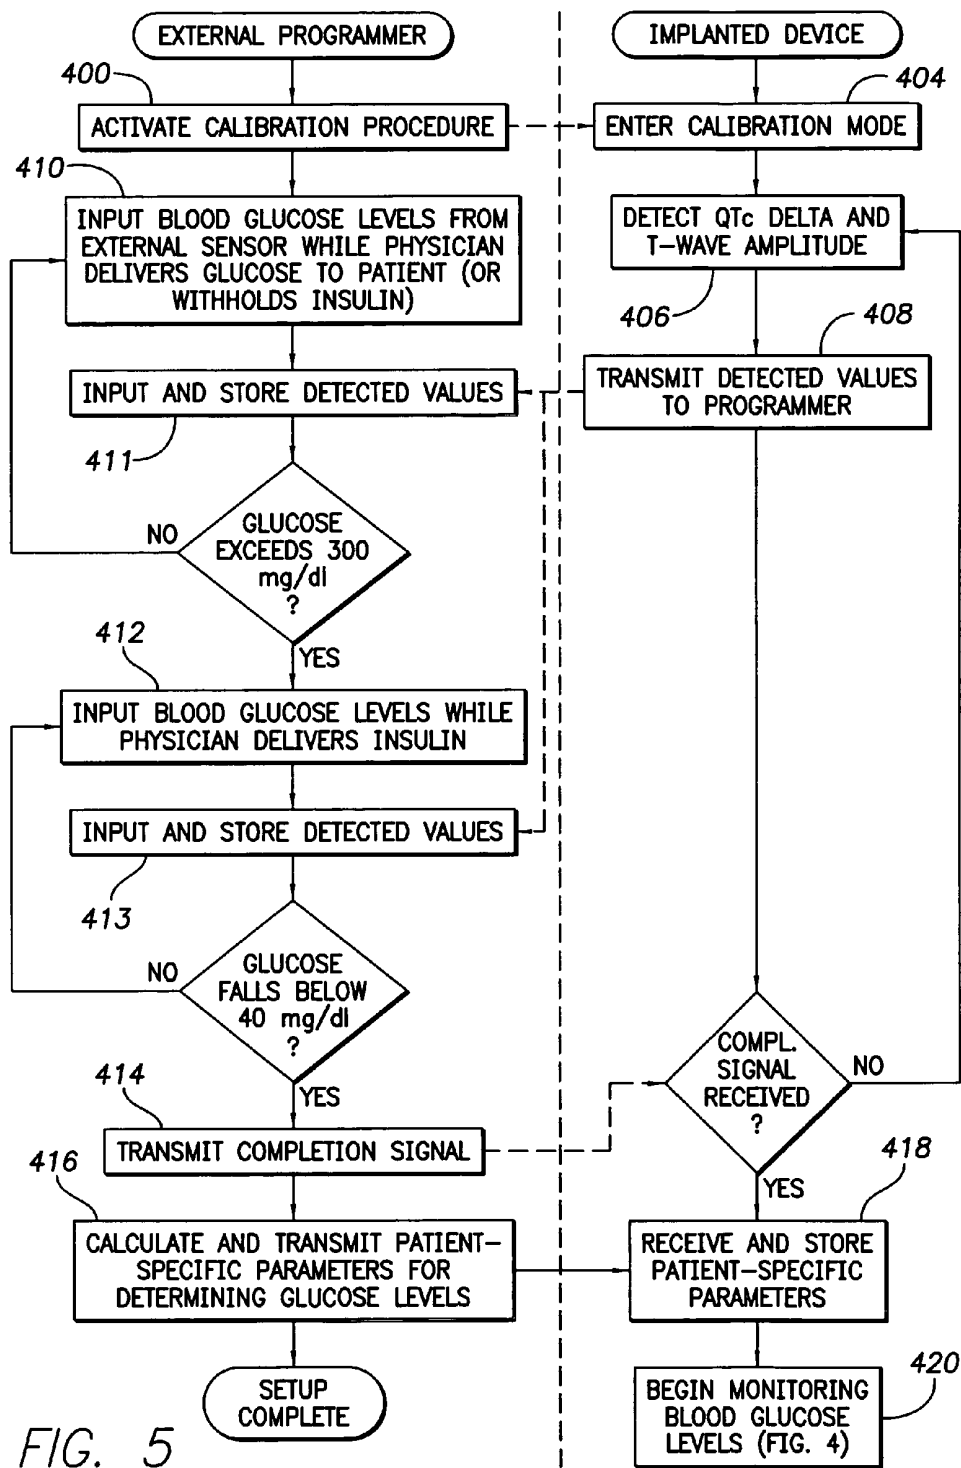 EXTERNAL PROGRAMMER
IMPLANTED DEVICE
400
404
ACTIVATE CALIBRATION PROCEDURE
ENTER CALIBRATION MODE
410
INPUT BLOOD GLUCOSE LEVELS FROM
EXTERNAL SENSOR WHILE PHYSICIAN
DELIVERS GLUCOSE TO PATIENT (OR
WITHHOLDS INSULIN)
DETECT QTc DELTA AND
T-WAVE AMPLITUDE
406
408
INPUT AND STORE DETECTED VALUES
TRANSMIT DETECTED VALUES
TO PROGRAMMER
411
GLUCOSE
EXCEEDS 300
mg/dl
?
NO
YES
412
INPUT BLOOD GLUCOSE LEVELS WHILE
PHYSICIAN DELIVERS INSULIN
INPUT AND STORE DETECTED VALUES
413
GLUCOSE
FALLS BELOW
40 mg/dl
?
NO
YES
COMPL.
SIGNAL
RECEIVED
?
NO
YES
414
TRANSMIT COMPLETION SIGNAL
416
418
CALCULATE AND TRANSMIT PATIENT-
SPECIFIC PARAMETERS FOR
DETERMINING GLUCOSE LEVELS
RECEIVE AND STORE
PATIENT-SPECIFIC
PARAMETERS
SETUP
COMPLETE
420
BEGIN MONITORING
BLOOD GLUCOSE
LEVELS (FIG. 4)
FIG. 5